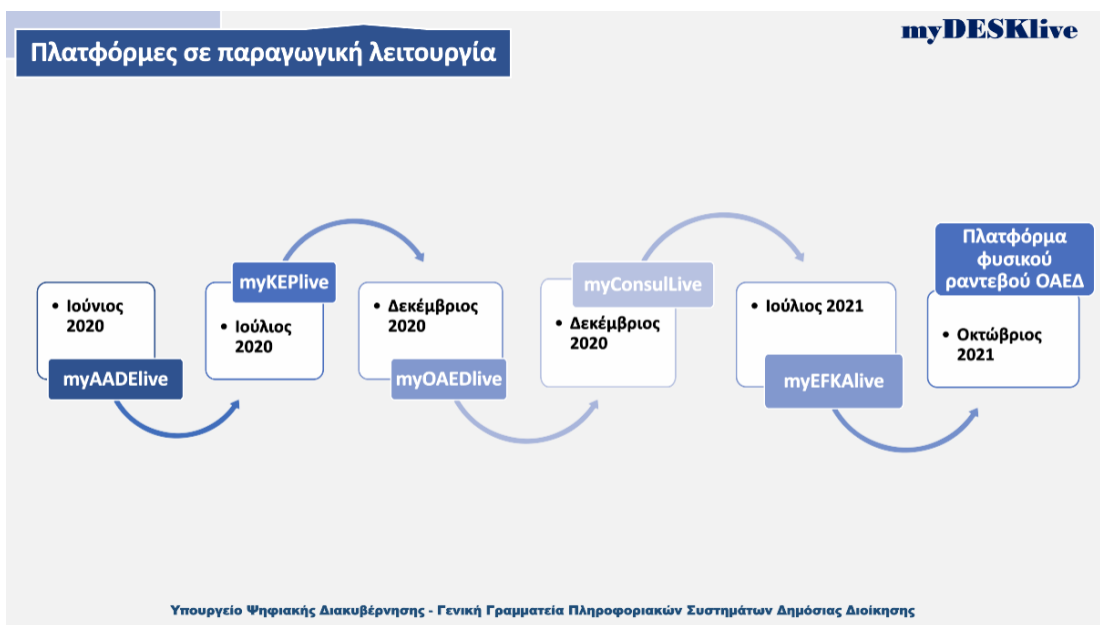 myDESKlive
Πλατφόρμες σε παραγωγική λειτουργία
• Ιούνιος
2020
myAADElive
myKEPlive
• Ιούλιος
2020
• Δεκέμβριος
2020
myOAEDlive
myConsulLive
• Δεκέμβριος
2020
• Ιούλιος 2021
myEFKAlive
Πλατφόρμα
φυσικού
ραντεβού ΟΑΕΔ
• Οκτώβριος
2021
Υπουργείο Ψηφιακής Διακυβέρνησης - Γενική Γραμματεία Πληροφοριακών Συστημάτων Δημόσιας Διοίκησης